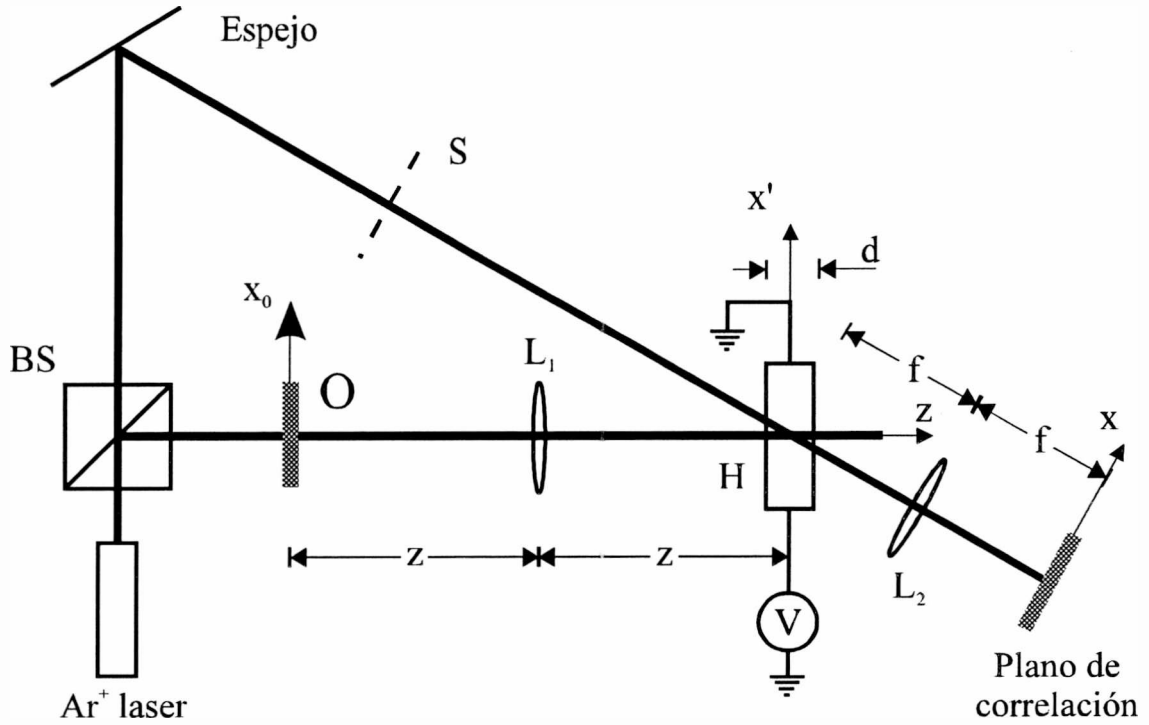 Espejo
S
x'
d
x₀
BS
O
L₁
f
f
z
x
H
z
z
L₂
V
Ar⁺ laser
Plano de
correlación